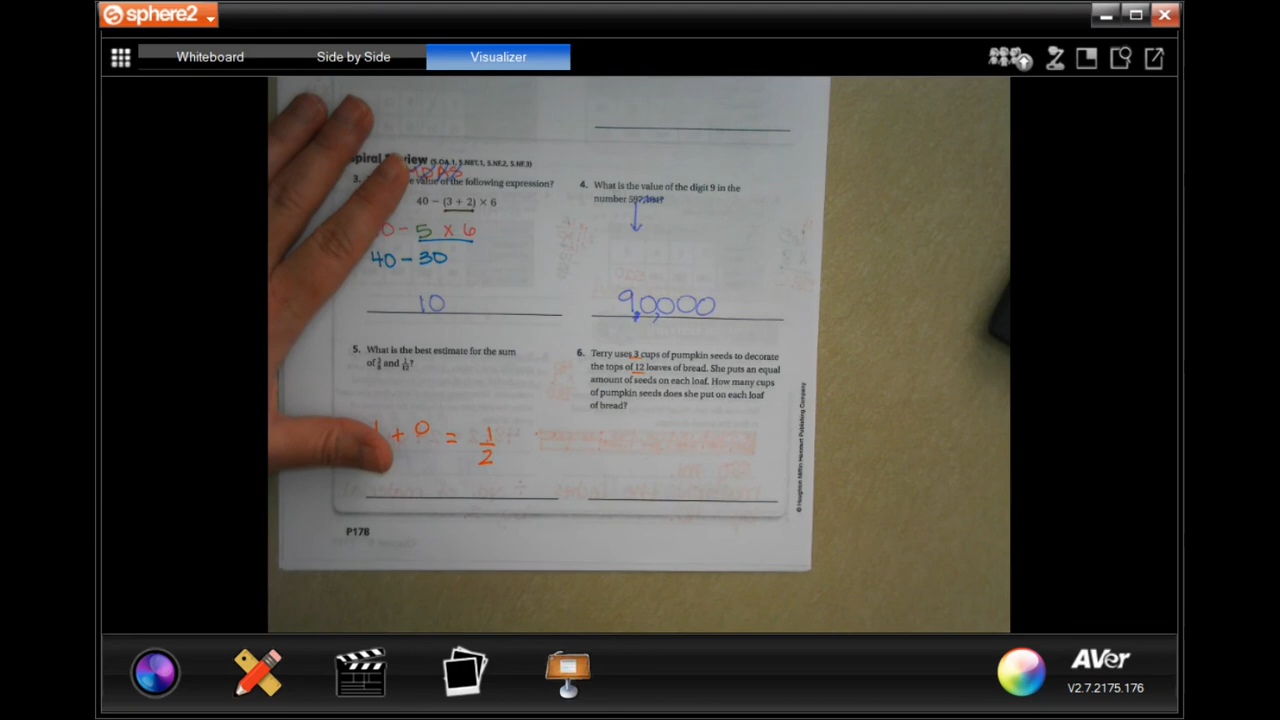 sphere2
Whiteboard
Side by Side
Visualizer
Review (5.OA.1, 5.NBT.1, 5.NF.2, 5.NF.3)
3. value of the following expression?
40 − (3 + 2) × 6
0 − 5 × 6
40 − 30
10
4. What is the value of the digit 9 in the
number
90,000
5. What is the best estimate for the sum
of and
+ 0 = 1/2
6. Terry uses 3 cups of pumpkin seeds to decorate
the tops of 12 loaves of bread. She puts an equal
amount of seeds on each loaf. How many cups
of pumpkin seeds does she put on each loaf
of bread?
© Houghton Mifflin Harcourt Publishing Company
P178
AVer
V2.7.2175.176